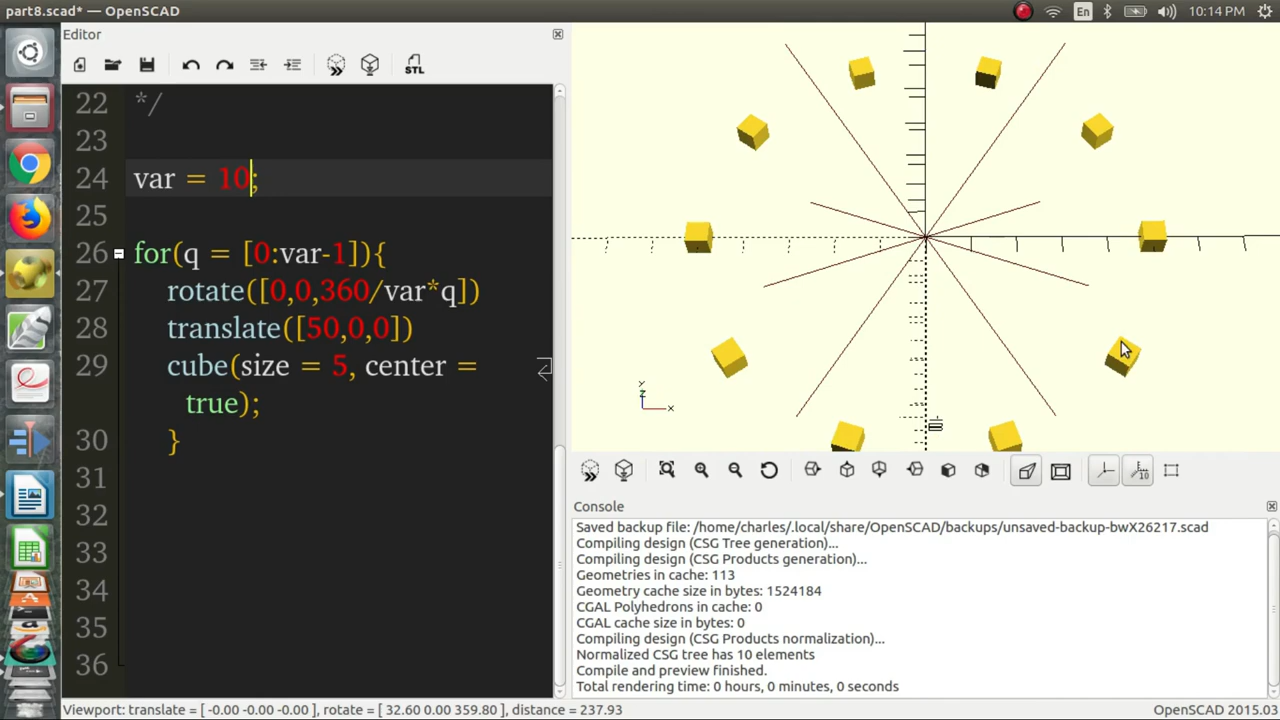 part8.scad* — OpenSCAD
En
10:14 PM
Editor
STL
22 */
23
24 var = 10;
25
26 for(q = [0:var-1]){
27 rotate([0,0,360/var*q])
28 translate([50,0,0])
29 cube(size = 5, center =
true);
30 }
31
32
33
34
35
36
Y
Z
X
10
Console
Saved backup file: /home/charles/.local/share/OpenSCAD/backups/unsaved-backup-bwX26217.scad
Compiling design (CSG Tree generation)...
Compiling design (CSG Products generation)...
Geometries in cache: 113
Geometry cache size in bytes: 1524184
CGAL Polyhedrons in cache: 0
CGAL cache size in bytes: 0
Compiling design (CSG Products normalization)...
Normalized CSG tree has 10 elements
Compile and preview finished.
Total rendering time: 0 hours, 0 minutes, 0 seconds
Viewport: translate = [ -0.00 -0.00 -0.00 ], rotate = [ 32.60 0.00 359.80 ], distance = 237.93
OpenSCAD 2015.03